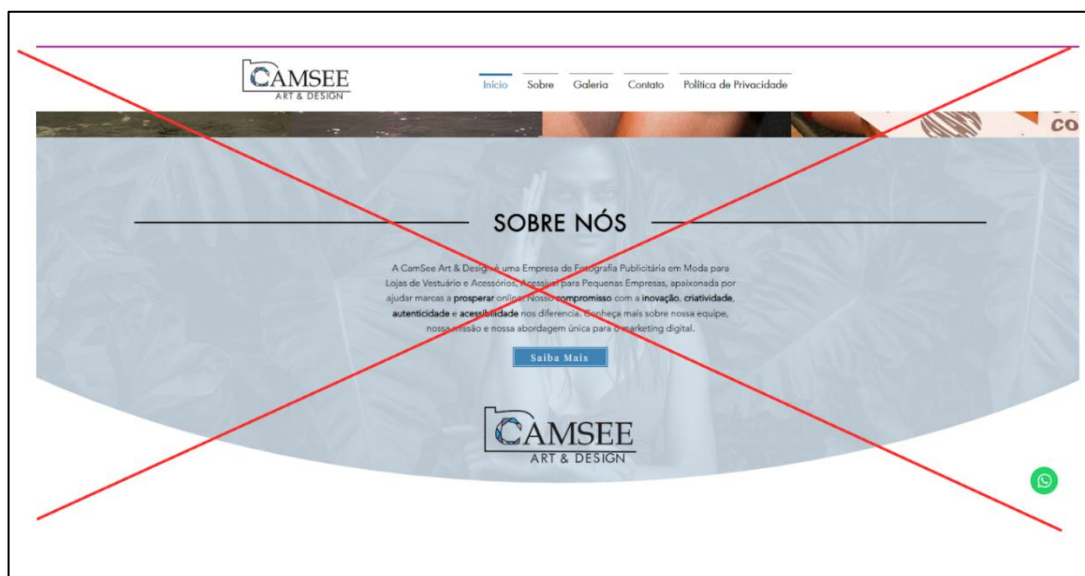 CAMSEE
ART & DESIGN
Início Sobre Galeria Contato Política de Privacidade
CO
SOBRE NÓS
A CamSee Art & Design é uma Empresa de Fotografia Publicitária em Moda para
Lojas de Vestuário e Acessórios, Acessível para Pequenas Empresas, apaixonada por
ajudar marcas a prosperar online. Nosso compromisso com a inovação, criatividade,
autenticidade e acessibilidade nos diferencia. Conheça mais sobre nossa equipe,
nossa missão e nossa abordagem única para o marketing digital.
Saiba Mais
CAMSEE
ART & DESIGN